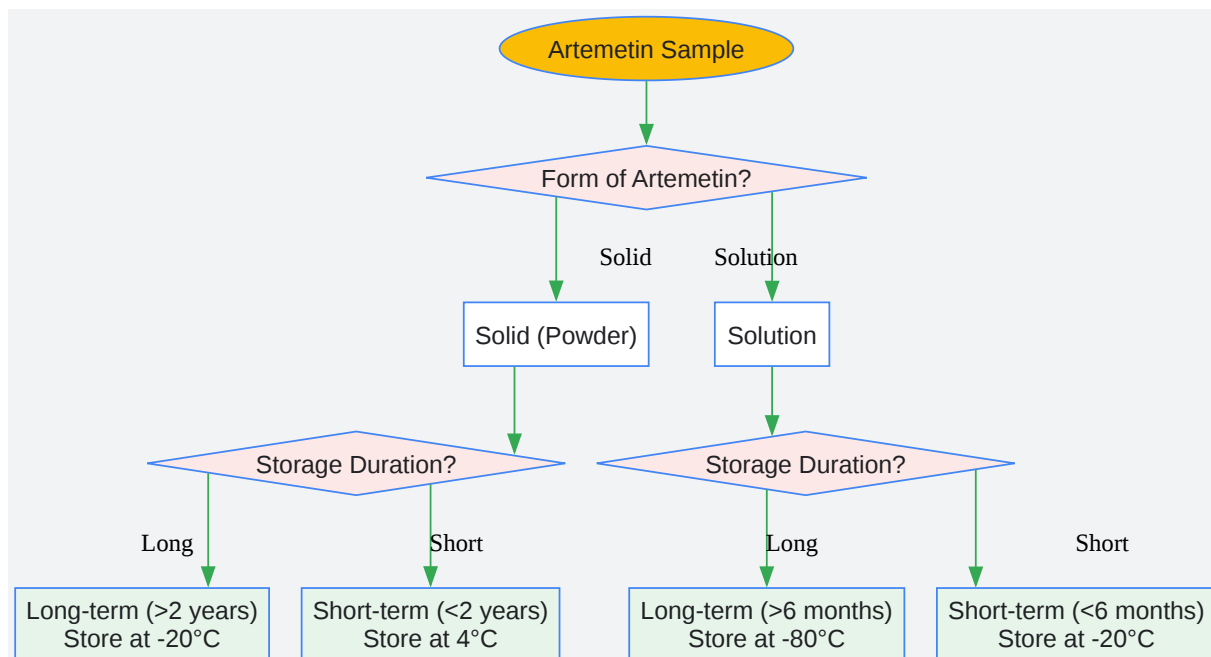 Artemetin Sample
Form of Artemetin?
Solid
Solution
Solid (Powder)
Solution
Storage Duration?
Storage Duration?
Long
Short
Long
Short
Long-term (>2 years)
Store at -20°C
Short-term (<2 years)
Store at 4°C
Long-term (>6 months)
Store at -80°C
Short-term (<6 months)
Store at -20°C